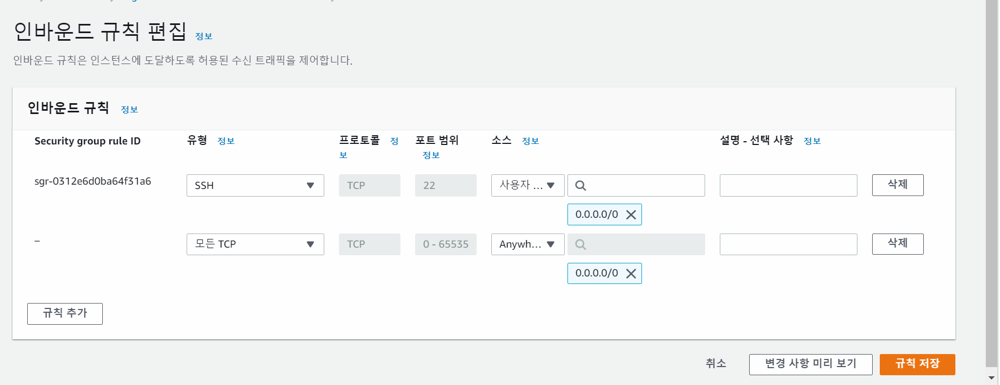 인바운드 규칙 편집 정보
인바운드 규칙은 인스턴스에 도달하도록 허용된 수신 트래픽을 제어합니다.
인바운드 규칙 정보
Security group rule ID 유형 정보 프로토콜 정보 포트 범위 정보 소스 정보 설명 - 선택 사항 정보
sgr-0312e6d0ba64f31a6 SSH TCP 22 사용자 ... 삭제
0.0.0.0/0
– 모든 TCP TCP 0 - 65535 Anywh... 삭제
0.0.0.0/0
규칙 추가
취소 변경 사항 미리 보기 규칙 저장